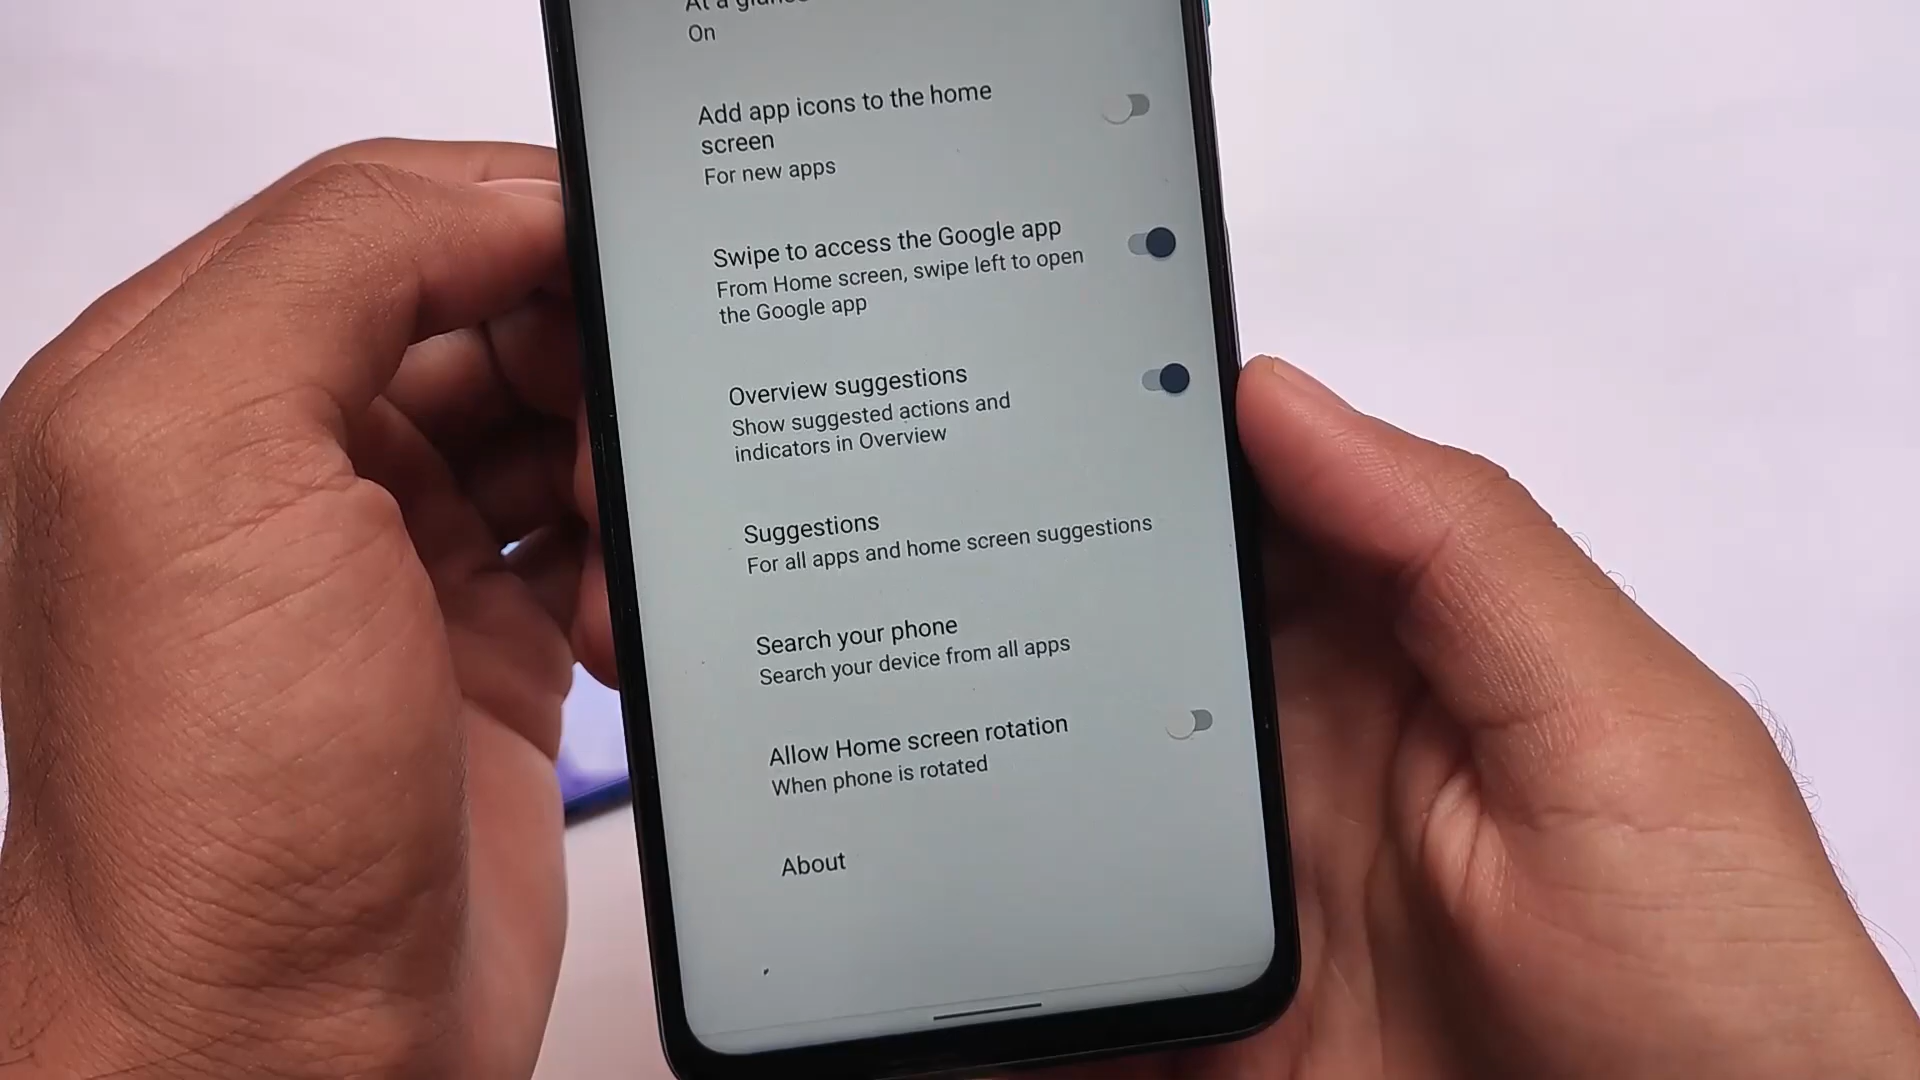 At a glance
On
Add app icons to the home
screen
For new apps
Swipe to access the Google app
From Home screen, swipe left to open
the Google app
Overview suggestions
Show suggested actions and
indicators in Overview
Suggestions
For all apps and home screen suggestions
Search your phone
Search your device from all apps
Allow Home screen rotation
When phone is rotated
About